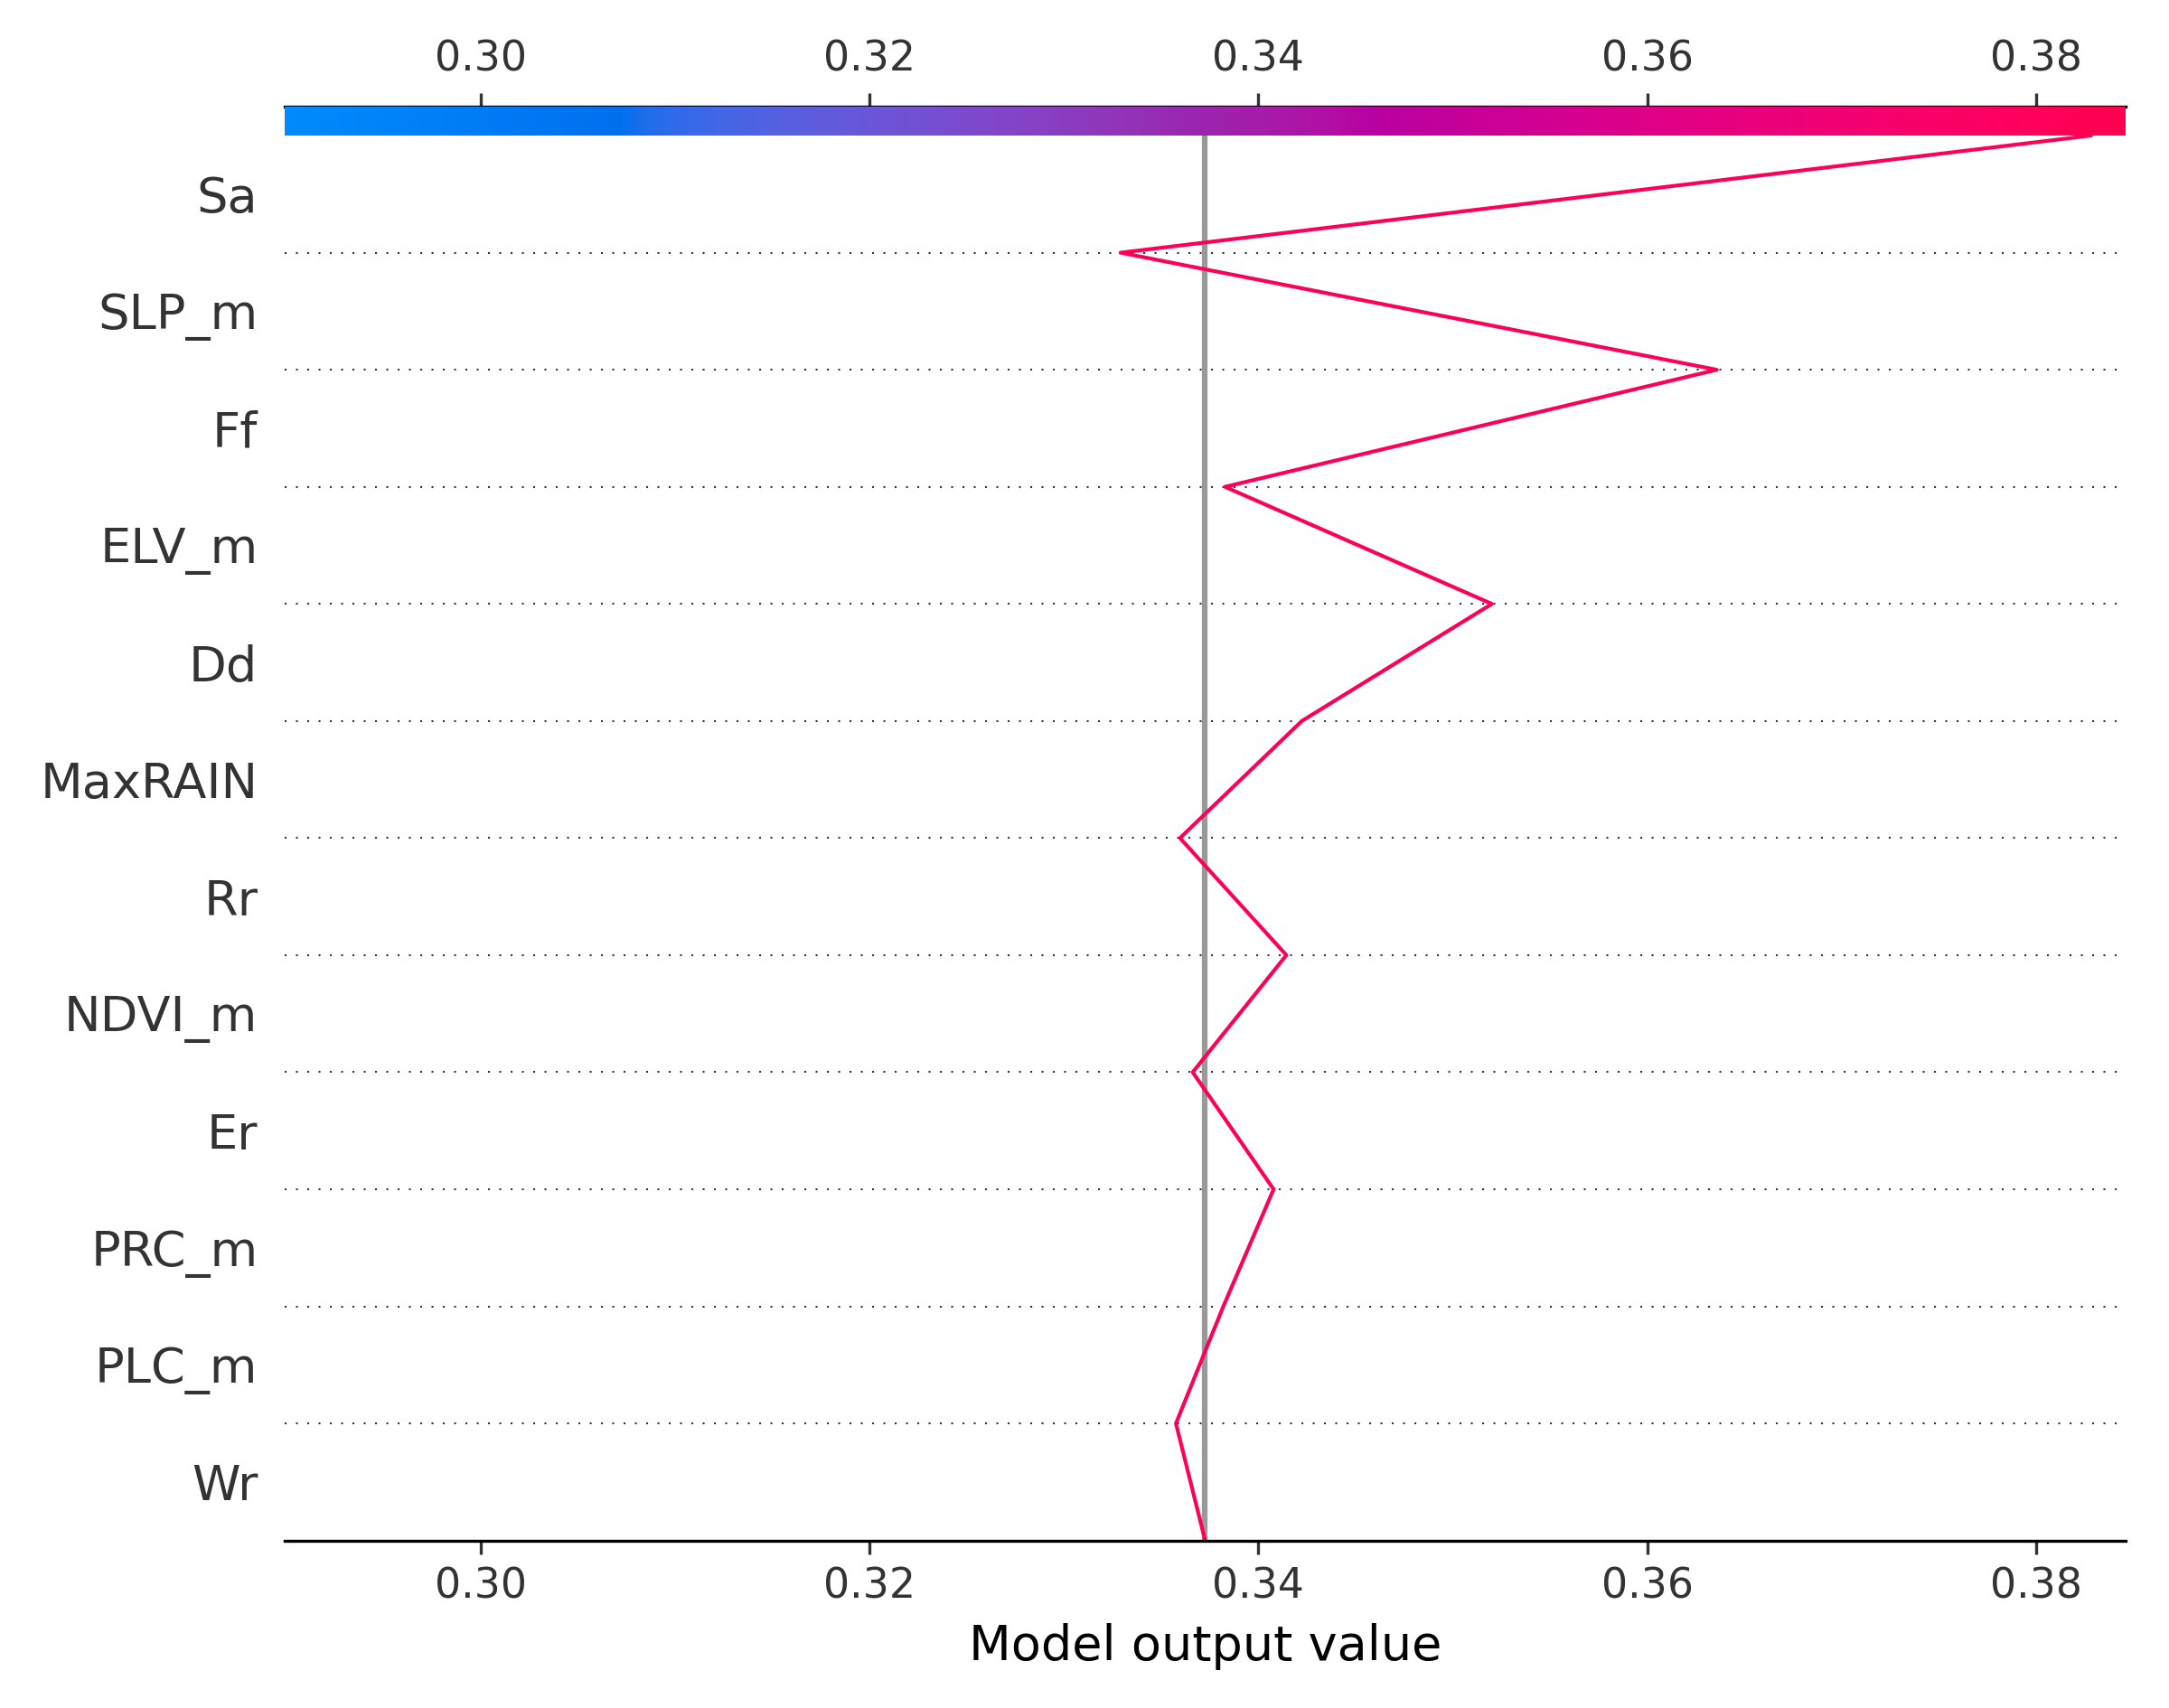 0.30 0.32 0.34 0.36 0.38
Sa
SLP_m
Ff
ELV_m
Dd
MaxRAIN
Rr
NDVI_m
Er
PRC_m
PLC_m
Wr
0.30 0.32 0.34 0.36 0.38
Model output value